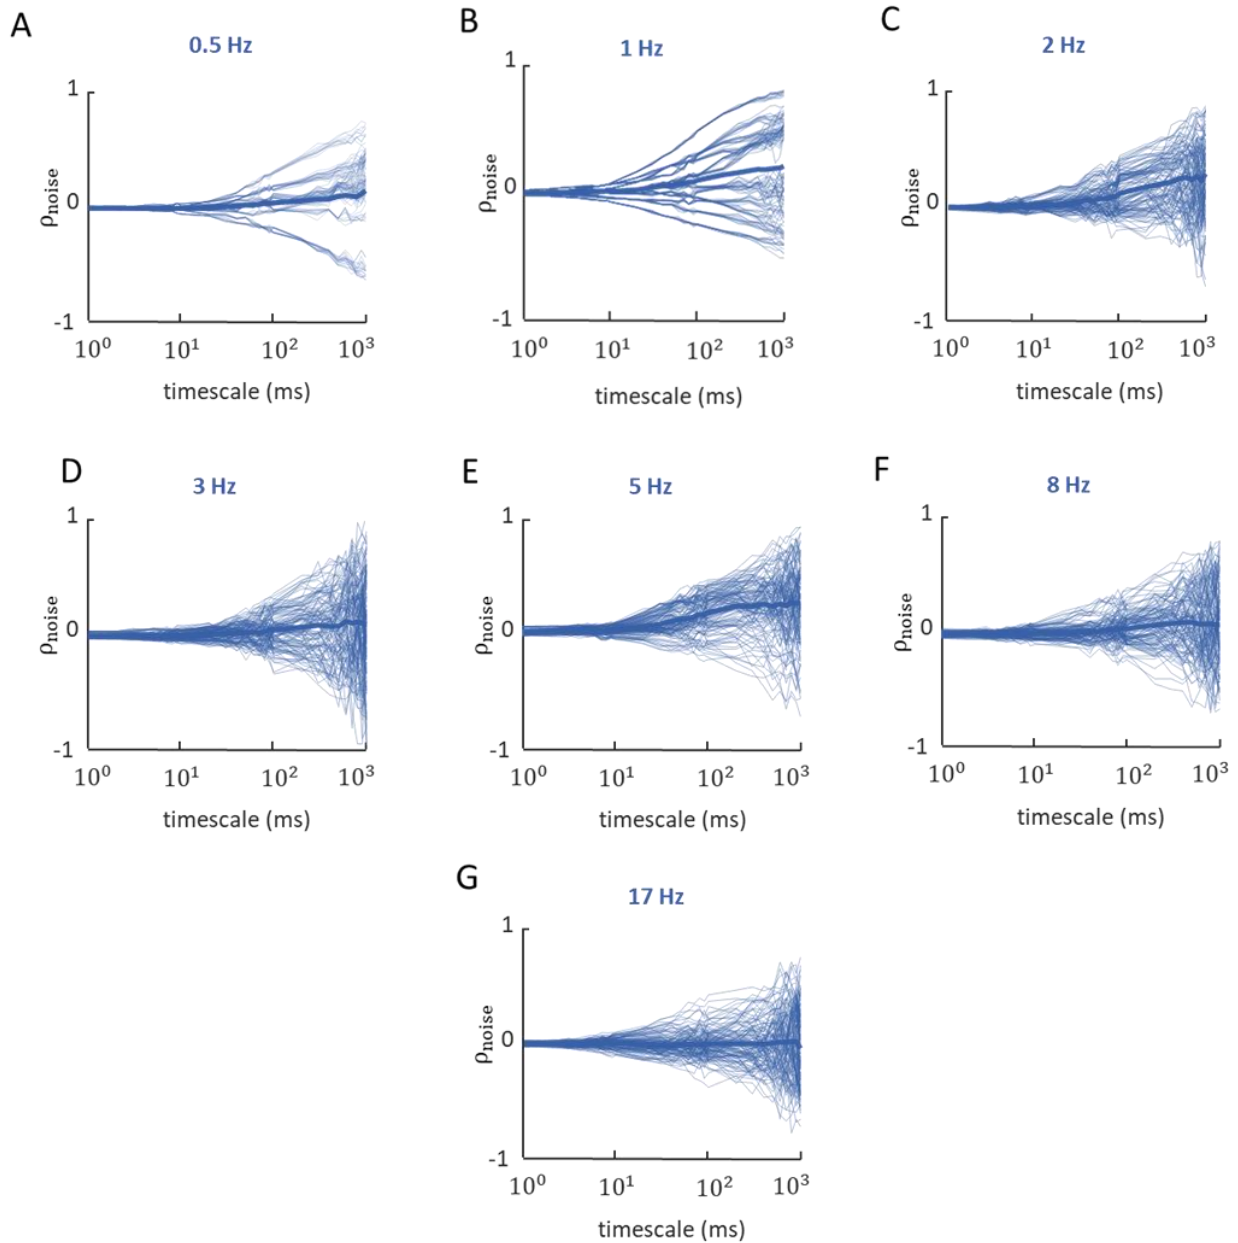 A
0.5 Hz
1
0
-1
ρnoise
10⁰ 10¹ 10² 10³
timescale (ms)
B
1 Hz
1
0
-1
ρnoise
10⁰ 10¹ 10² 10³
timescale (ms)
C
2 Hz
1
0
-1
ρnoise
10⁰ 10¹ 10² 10³
timescale (ms)
D
3 Hz
1
0
-1
ρnoise
10⁰ 10¹ 10² 10³
timescale (ms)
E
5 Hz
1
0
-1
ρnoise
10⁰ 10¹ 10² 10³
timescale (ms)
F
8 Hz
1
0
-1
ρnoise
10⁰ 10¹ 10² 10³
timescale (ms)
G
17 Hz
1
0
-1
ρnoise
10⁰ 10¹ 10² 10³
timescale (ms)